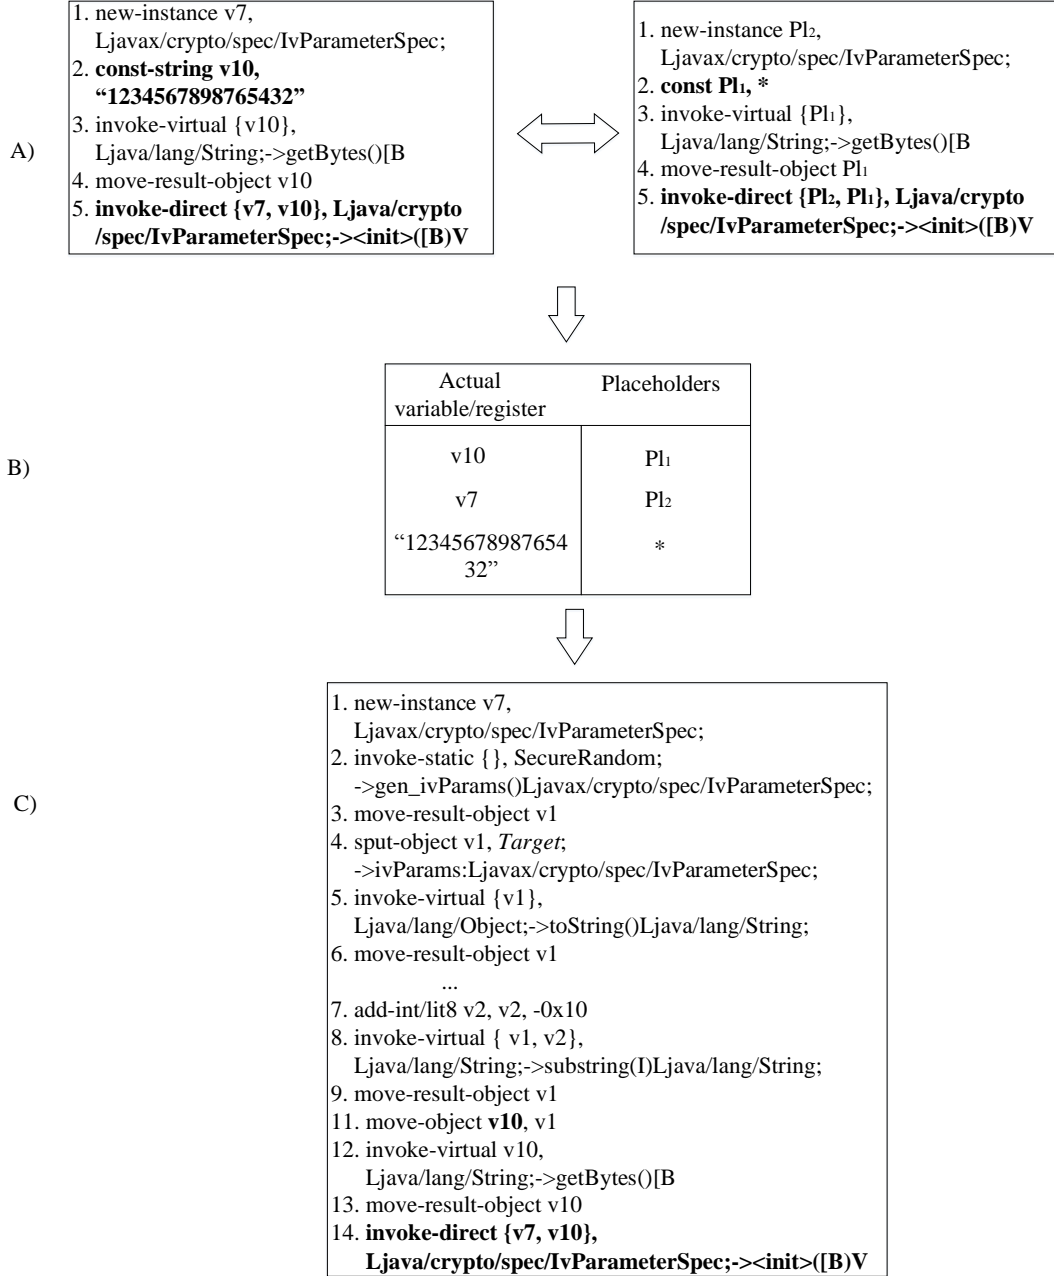 1. new-instance v7,
Ljavax/crypto/spec/IvParameterSpec;
2. const-string v10,
“1234567898765432”
3. invoke-virtual {v10},
Ljava/lang/String;->getBytes()[B
4. move-result-object v10
5. invoke-direct {v7, v10}, Ljava/crypto
/spec/IvParameterSpec;-><init>([B)V
1. new-instance Pl₂,
Ljavax/crypto/spec/IvParameterSpec;
2. const Pl₁, *
3. invoke-virtual {Pl₁},
Ljava/lang/String;->getBytes()[B
4. move-result-object Pl₁
5. invoke-direct {Pl₂, Pl₁}, Ljava/crypto
/spec/IvParameterSpec;-><init>([B)V
A)
B)
Actual
variable/register
Placeholders
v10
Pl₁
v7
Pl₂
“12345678987654
32”
*
C)
1. new-instance v7,
Ljavax/crypto/spec/IvParameterSpec;
2. invoke-static {}, SecureRandom;
->gen_ivParams()Ljavax/crypto/spec/IvParameterSpec;
3. move-result-object v1
4. sput-object v1, Target;
->ivParams:Ljavax/crypto/spec/IvParameterSpec;
5. invoke-virtual {v1},
Ljava/lang/Object;->toString()Ljava/lang/String;
6. move-result-object v1
...
7. add-int/lit8 v2, v2, -0x10
8. invoke-virtual { v1, v2},
Ljava/lang/String;->substring(I)Ljava/lang/String;
9. move-result-object v1
11. move-object v10, v1
12. invoke-virtual v10,
Ljava/lang/String;->getBytes()[B
13. move-result-object v10
14. invoke-direct {v7, v10},
Ljava/crypto/spec/IvParameterSpec;-><init>([B)V